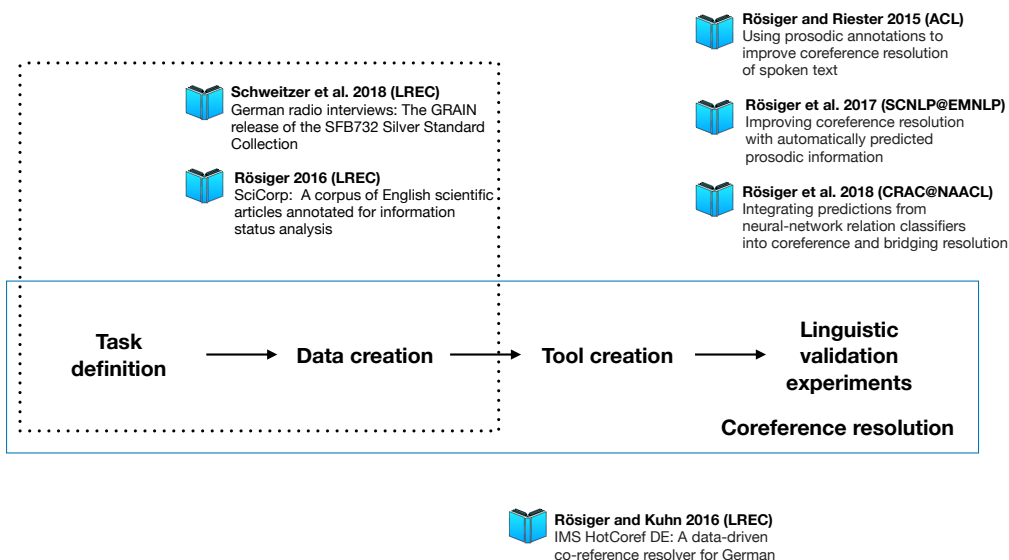 Rösiger and Riester 2015 (ACL)
Using prosodic annotations to
improve coreference resolution
of spoken text
Schweitzer et al. 2018 (LREC)
German radio interviews: The GRAIN
release of the SFB732 Silver Standard
Collection
Rösiger et al. 2017 (SCNLP@EMNLP)
Improving coreference resolution
with automatically predicted
prosodic information
Rösiger 2016 (LREC)
SciCorp: A corpus of English scientific
articles annotated for information
status analysis
Rösiger et al. 2018 (CRAC@NAACL)
Integrating predictions from
neural-network relation classifiers
into coreference and bridging resolution
Task
definition
Data creation
Tool creation
Linguistic
validation
experiments
Coreference resolution
Rösiger and Kuhn 2016 (LREC)
IMS HotCoref DE: A data-driven
co-reference resolver for German